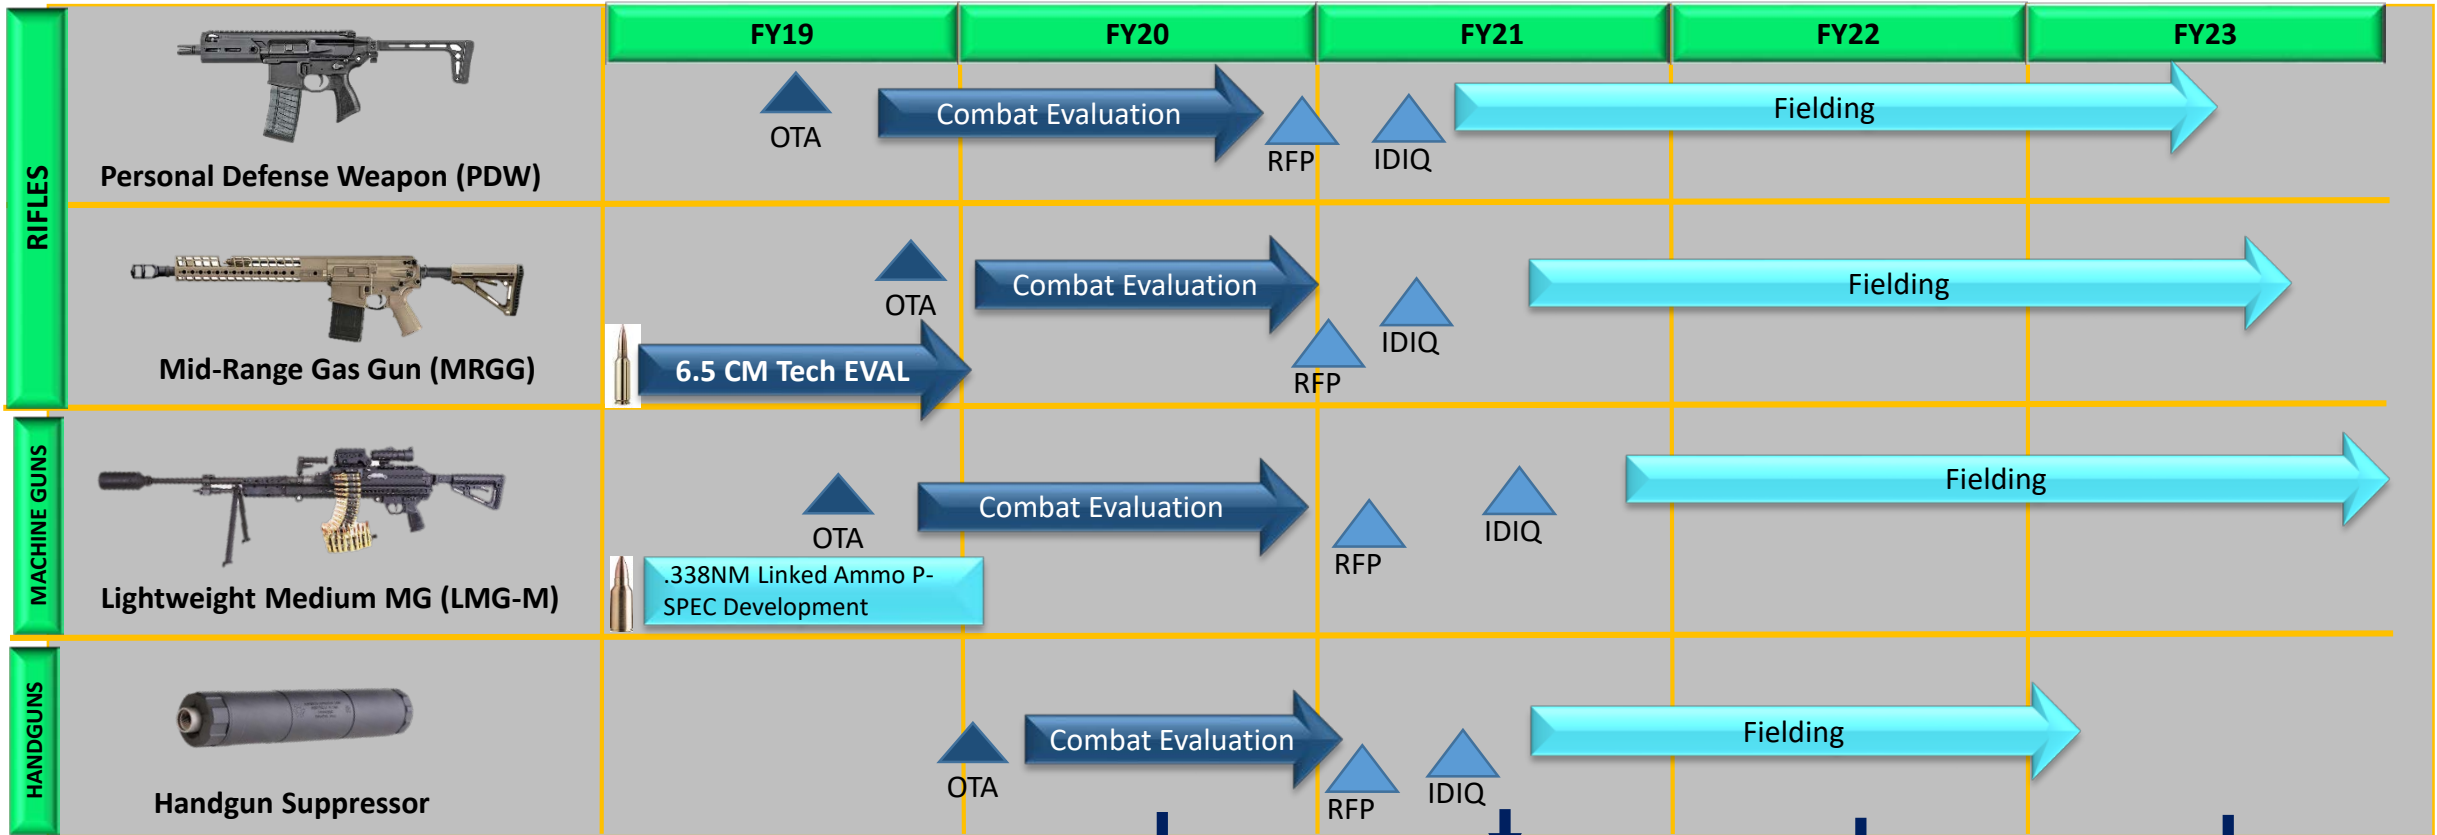 FY19
FY20
FY21
FY22
FY23
RIFLES
Personal Defense Weapon (PDW)
OTA
Combat Evaluation
RFP
IDIQ
Fielding
Mid-Range Gas Gun (MRGG)
OTA
Combat Evaluation
6.5 CM Tech EVAL
RFP
IDIQ
Fielding
MACHINE GUNS
Lightweight Medium MG (LMG-M)
OTA
Combat Evaluation
.338NM Linked Ammo P-
SPEC Development
RFP
IDIQ
Fielding
HANDGUNS
Handgun Suppressor
OTA
Combat Evaluation
RFP
IDIQ
Fielding